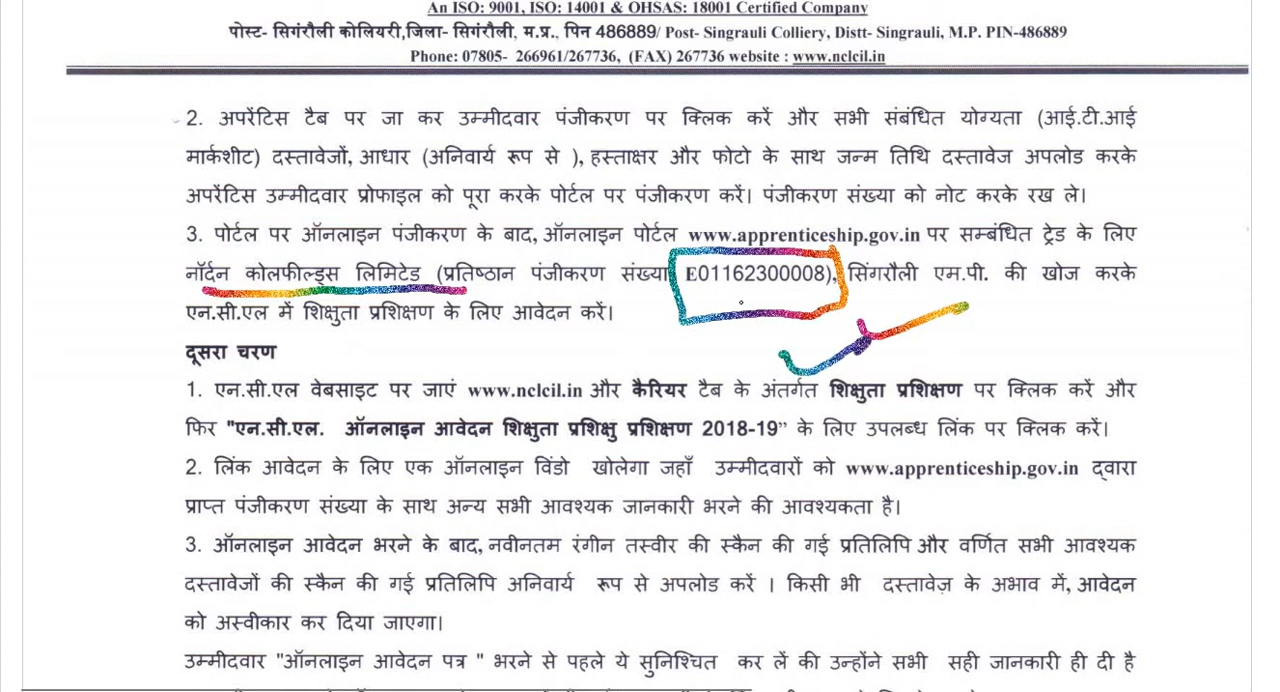 An ISO: 9001, ISO: 14001 & OHSAS: 18001 Certified Company
पोस्ट- सिगंरौली कोलियरी,जिला- सिगंरौली, म.प्र., पिन 486889/ Post- Singrauli Colliery, Distt- Singrauli, M.P. PIN-486889
Phone: 07805- 266961/267736, (FAX) 267736 website : www.nclcil.in
2. अपरेंटिस टैब पर जा कर उम्मीदवार पंजीकरण पर क्लिक करें और सभी संबंधित योग्यता (आई.टी.आई
मार्कशीट) दस्तावेजों, आधार (अनिवार्य रूप से ), हस्ताक्षर और फोटो के साथ जन्म तिथि दस्तावेज अपलोड करके
अपरेंटिस उम्मीदवार प्रोफाइल को पूरा करके पोर्टल पर पंजीकरण करें। पंजीकरण संख्या को नोट करके रख ले।
3. पोर्टल पर ऑनलाइन पंजीकरण के बाद, ऑनलाइन पोर्टल www.apprenticeship.gov.in पर सम्बंधित ट्रेड के लिए
नॉर्दन कोलफील्ड्स लिमिटेड (प्रतिष्ठान पंजीकरण संख्या E01162300008), सिंगरौली एम.पी. की खोज करके
एन.सी.एल में शिक्षुता प्रशिक्षण के लिए आवेदन करें।
दूसरा चरण
1. एन.सी.एल वेबसाइट पर जाएं www.nclcil.in और कैरियर टैब के अंतर्गत शिक्षुता प्रशिक्षण पर क्लिक करें और
फिर "एन.सी.एल. ऑनलाइन आवेदन शिक्षुता प्रशिक्षु प्रशिक्षण 2018-19” के लिए उपलब्ध लिंक पर क्लिक करें।
2. लिंक आवेदन के लिए एक ऑनलाइन विंडो खोलेगा जहाँ उम्मीदवारों को www.apprenticeship.gov.in द्वारा
प्राप्त पंजीकरण संख्या के साथ अन्य सभी आवश्यक जानकारी भरने की आवश्यकता है।
3. ऑनलाइन आवेदन भरने के बाद, नवीनतम रंगीन तस्वीर की स्कैन की गई प्रतिलिपि और वर्णित सभी आवश्यक
दस्तावेजों की स्कैन की गई प्रतिलिपि अनिवार्य रूप से अपलोड करें । किसी भी दस्तावेज़ के अभाव में, आवेदन
को अस्वीकार कर दिया जाएगा।
उम्मीदवार "ऑनलाइन आवेदन पत्र " भरने से पहले ये सुनिश्चित कर लें की उन्होंने सभी सही जानकारी ही दी है